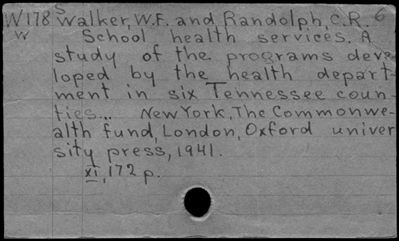 W178 S Walker, W.F. and Randolph, C.R. 6
W School health services. A
study of the programs deve-
loped by the health depart-
ment in six Tennessee coun-
ties... New York, The Commonwe-
alth fund, London, Oxford univer
sity press, 1941.
XI, 172 p.